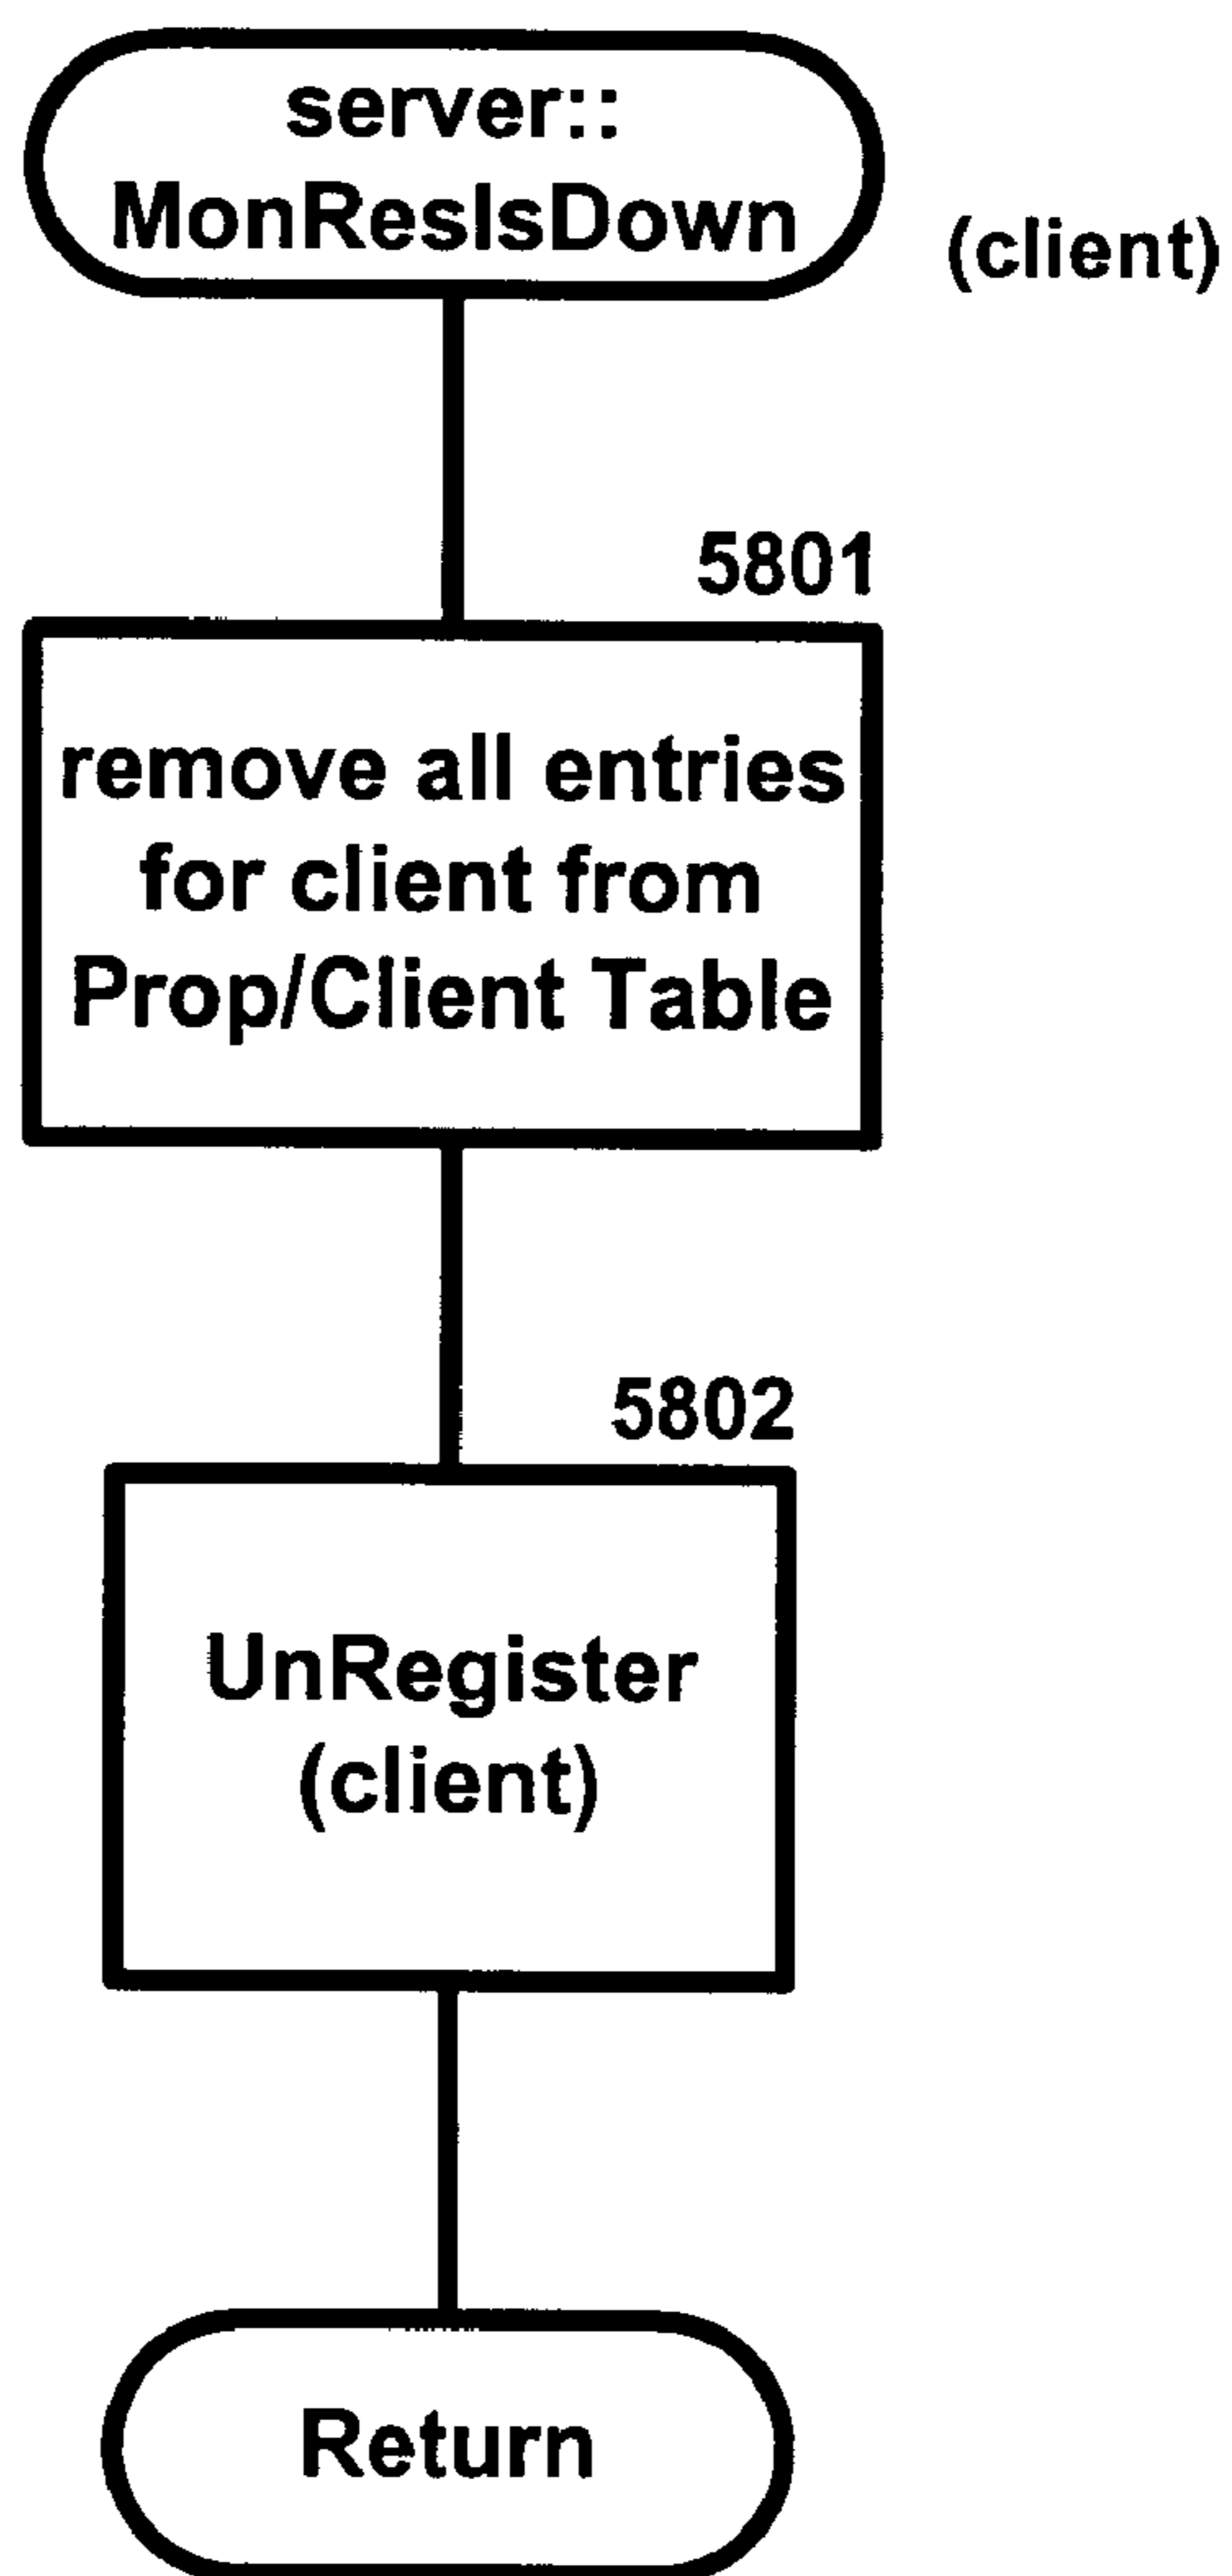 server::
MonResIsDown
(client)
5801
remove all entries
for client from
Prop/Client Table
5802
UnRegister
(client)
Return